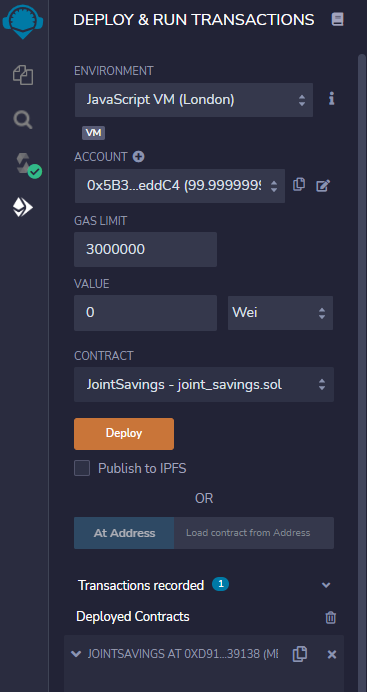 DEPLOY & RUN TRANSACTIONS
ENVIRONMENT
JavaScript VM (London)
VM
ACCOUNT
0x5B3...eddC4 (99.9999999
GAS LIMIT
3000000
VALUE
0 Wei
CONTRACT
JointSavings - joint_savings.sol
Deploy
Publish to IPFS
OR
At Address Load contract from Address
Transactions recorded 1
Deployed Contracts
JOINTSAVINGS AT 0XD91...39138 (ME